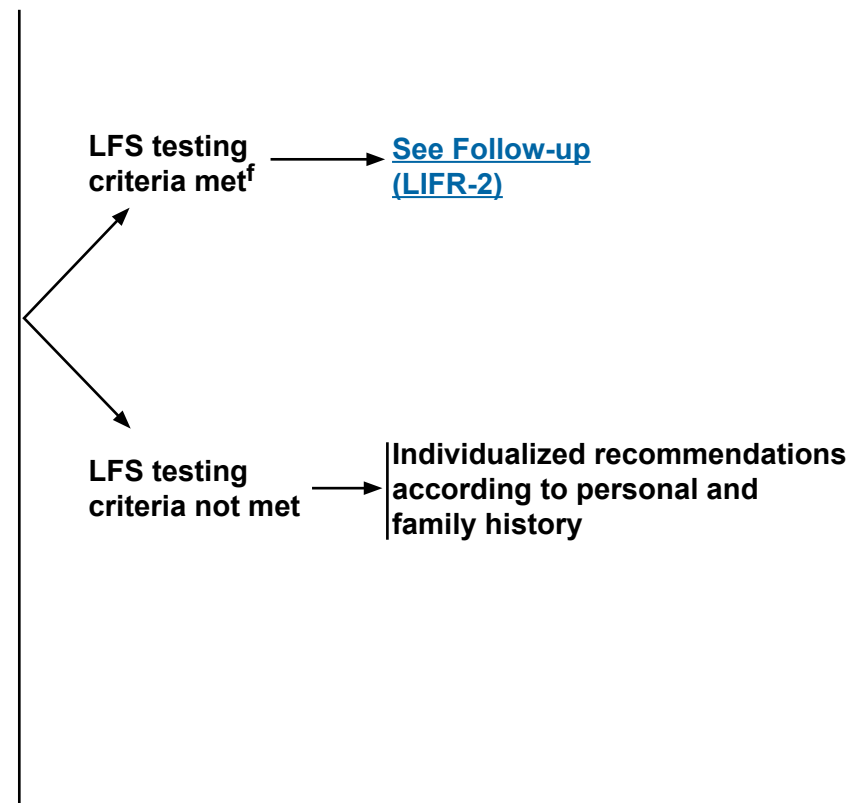 LFS testing
criteria metf
See Follow-up
(LIFR-2)
LFS testing
criteria not met
Individualized recommendations
according to personal and
family history